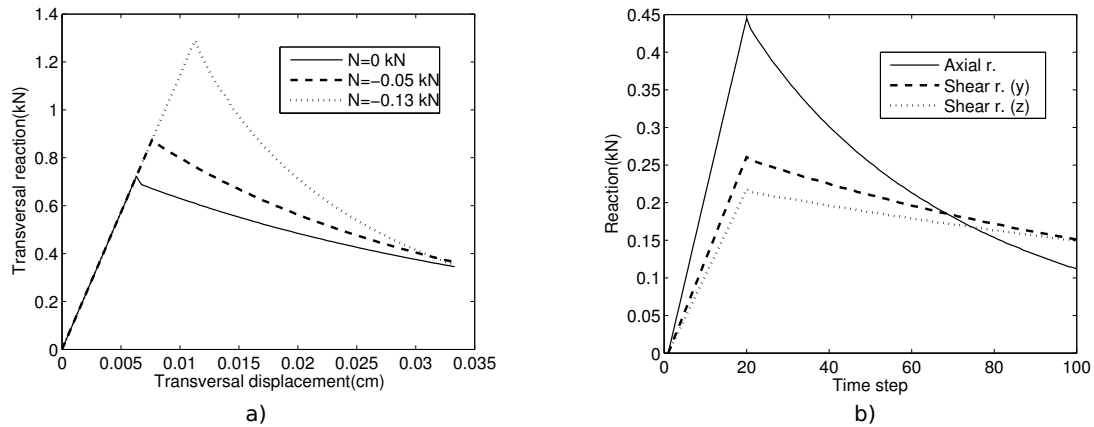 1.4
1.2
1
0.8
0.6
0.4
0.2
0
Transversal reaction(kN)
N=0 kN
N=−0.05 kN
N=−0.13 kN
0 0.005 0.01 0.015 0.02 0.025 0.03 0.035
Transversal displacement(cm)
a)
0.45
0.4
0.35
0.3
0.25
0.2
0.15
0.1
0.05
0
Reaction(kN)
Axial r.
Shear r. (y)
Shear r. (z)
0 20 40 60 80 100
Time step
b)